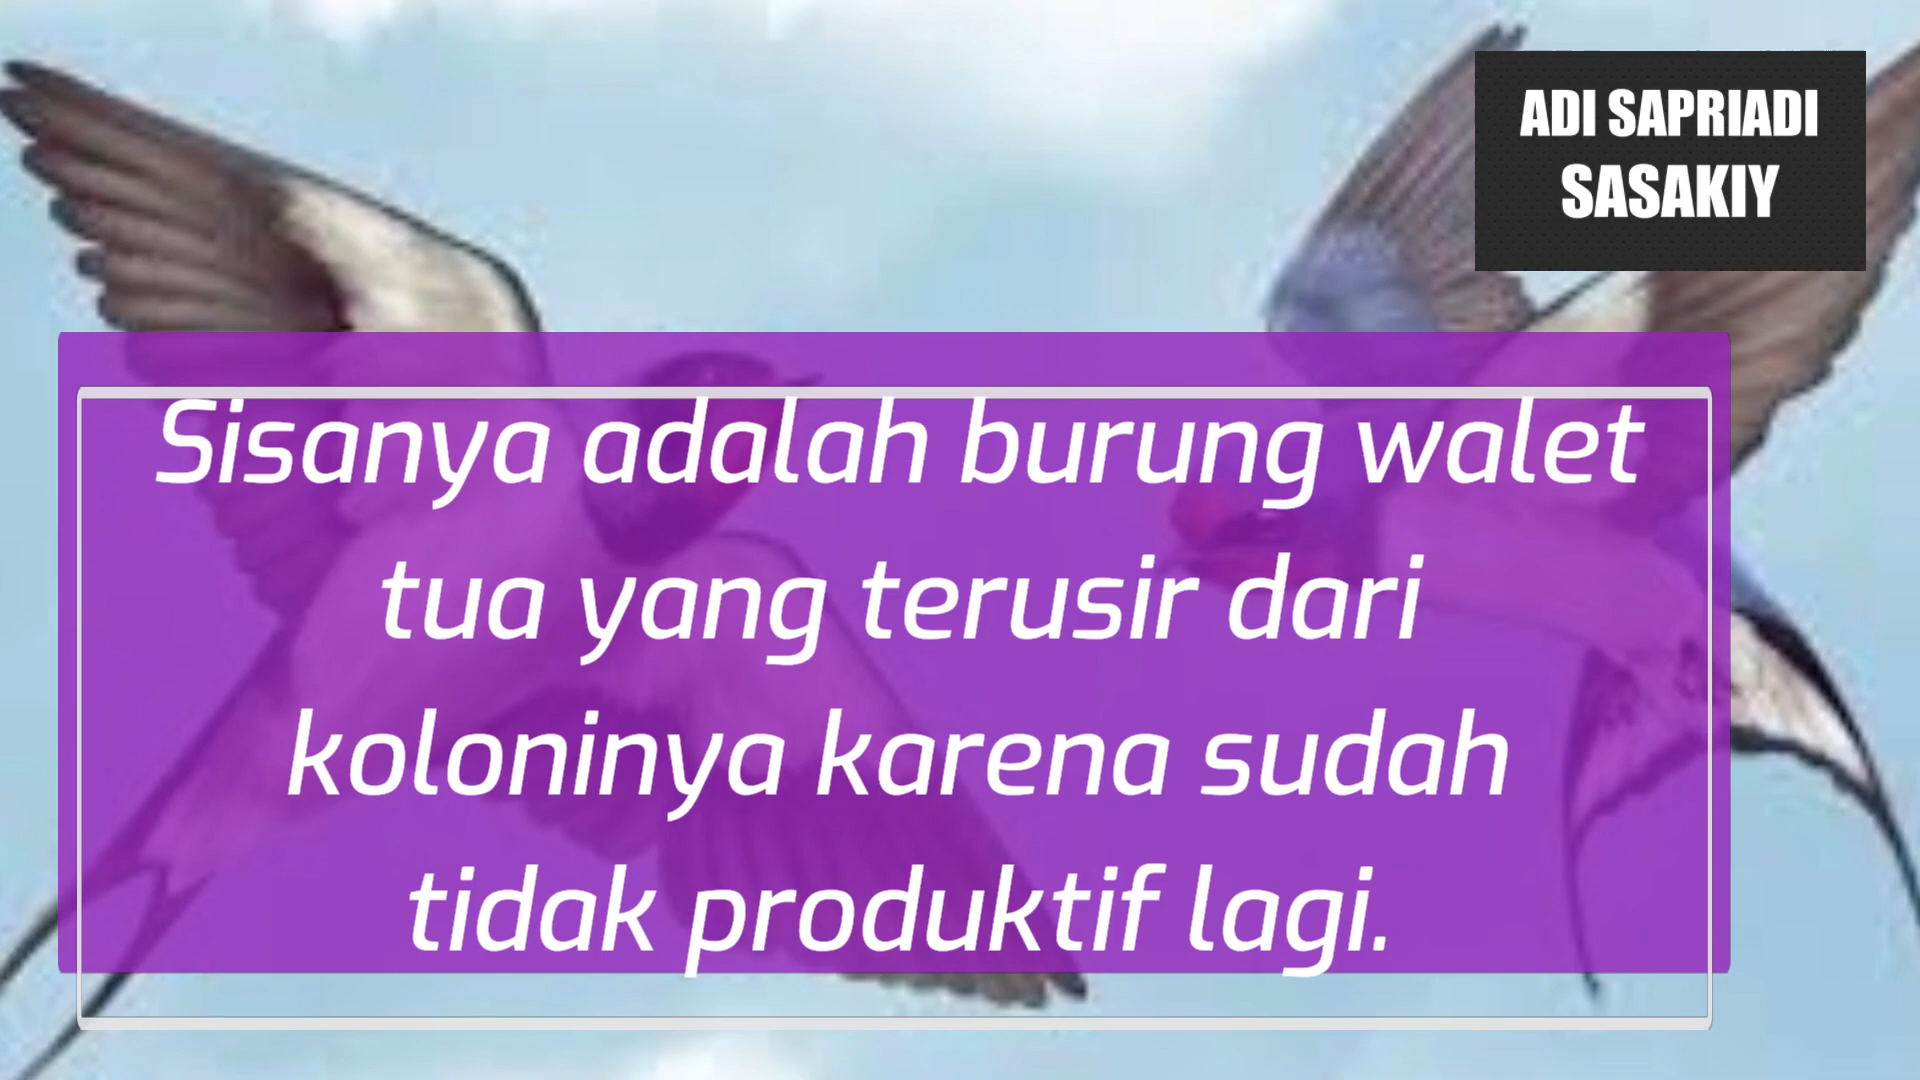 ADI SAPRIADI
SASAKIY
Sisanya adalah burung walet
tua yang terusir dari
koloninya karena sudah
tidak produktif lagi.